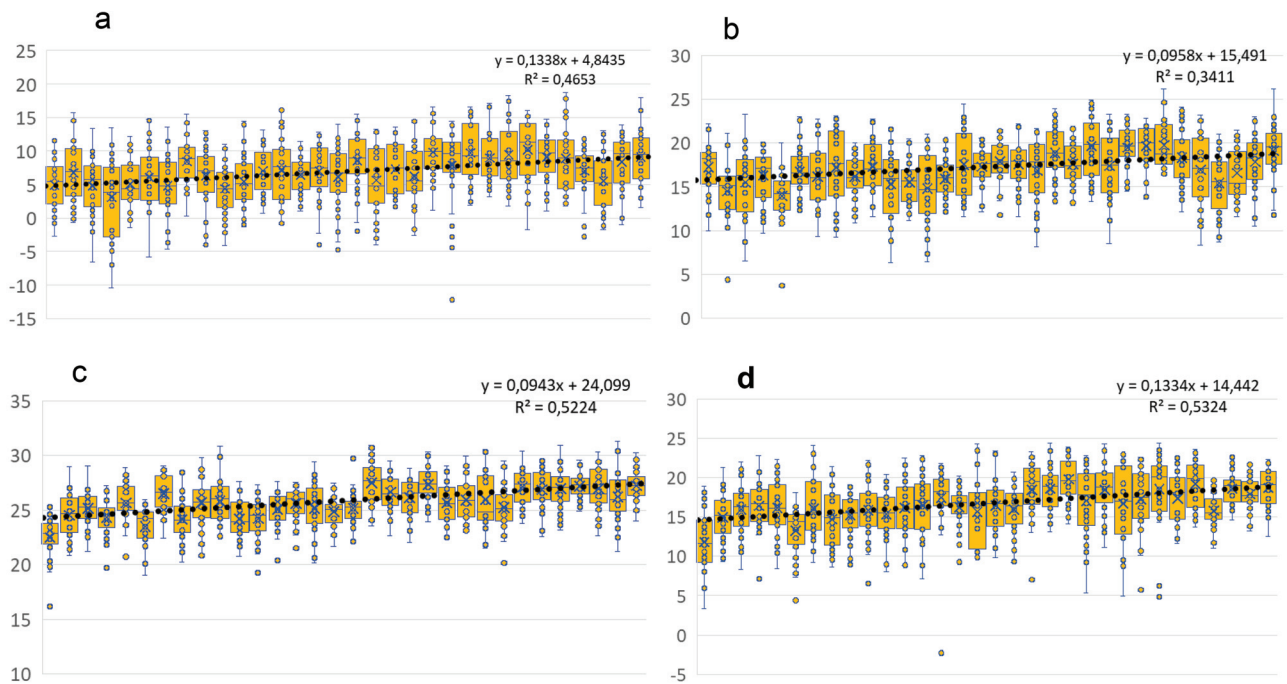 a
y = 0,1338x + 4,8435
R² = 0,4653
25
20
15
10
5
0
-5
-10
-15
b
y = 0,0958x + 15,491
R² = 0,3411
30
25
20
15
10
5
0
c
y = 0,0943x + 24,099
R² = 0,5224
35
30
25
20
15
10
d
y = 0,1334x + 14,442
R² = 0,5324
30
25
20
15
10
5
0
-5